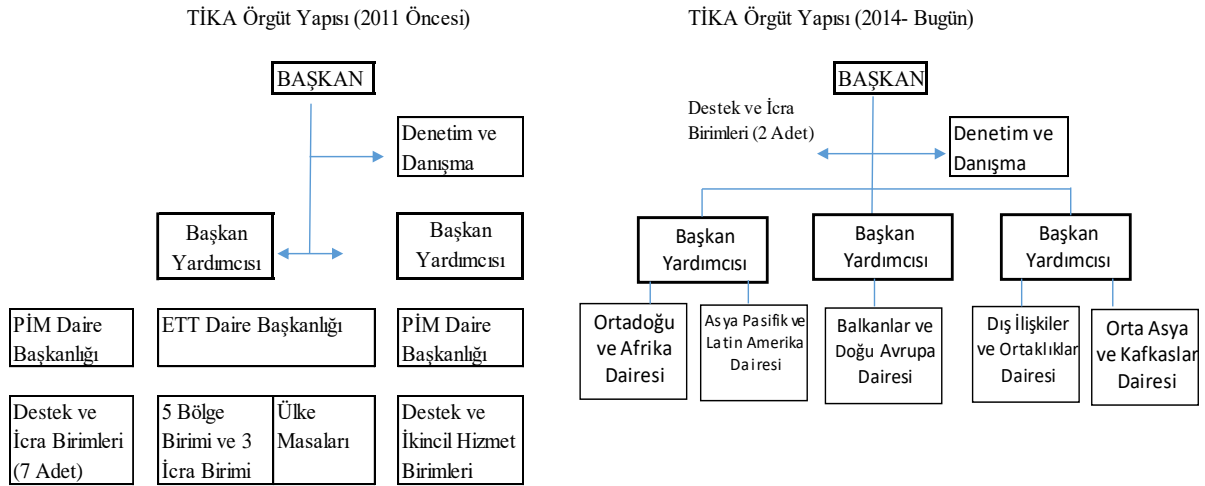 TİKA Örgüt Yapısı (2011 Öncesi)
BAŞKAN
Denetim ve
Danışma
Başkan
Yardımcısı
Başkan
Yardımcısı
PİM Daire
Başkanlığı
ETT Daire Başkanlığı
PİM Daire
Başkanlığı
Destek ve
İcra Birimleri
(7 Adet)
5 Bölge
Birimi ve 3
İcra Birimi
Ülke
Masaları
Destek ve
İkincil Hizmet
Birimleri
TİKA Örgüt Yapısı (2014- Bugün)
BAŞKAN
Destek ve İcra
Birimleri (2 Adet)
Denetim ve
Danışma
Başkan
Yardımcısı
Başkan
Yardımcısı
Başkan
Yardımcısı
Ortadoğu
ve Afrika
Dairesi
Asya Pasifik ve
Latin Amerika
Dairesi
Balkanlar ve
Doğu Avrupa
Dairesi
Dış İlişkiler
ve Ortaklıklar
Dairesi
Orta Asya
ve Kafkaslar
Dairesi